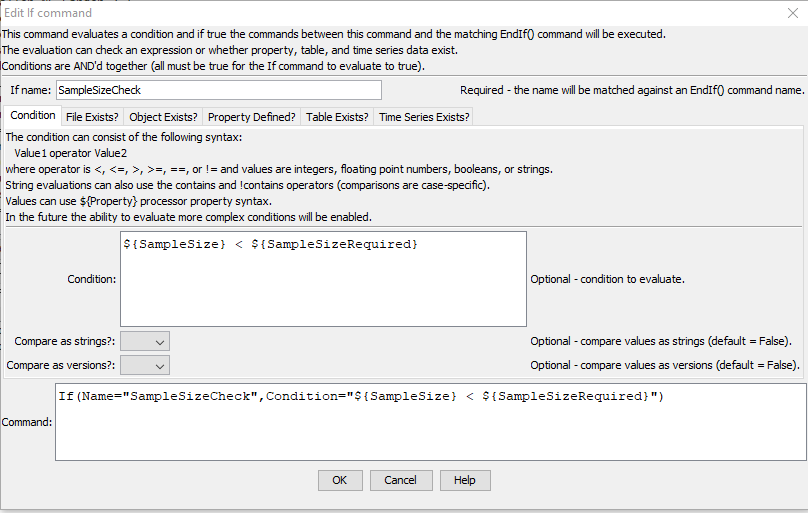 Edit If command
This command evaluates a condition and if true the commands between this command and the matching EndIf() command will be executed.
The evaluation can check an expression or whether property, table, and time series data exist.
Conditions are AND'd together (all must be true for the If command to evaluate to true).
If name: SampleSizeCheck Required - the name will be matched against an EndIf() command name.
Condition File Exists? Object Exists? Property Defined? Table Exists? Time Series Exists?
The condition can consist of the following syntax:
Value1 operator Value2
where operator is <, <=, >, >=, ==, or != and values are integers, floating point numbers, booleans, or strings.
String evaluations can also use the contains and !contains operators (comparisons are case-specific).
Values can use ${Property} processor property syntax.
In the future the ability to evaluate more complex conditions will be enabled.
${SampleSize} < ${SampleSizeRequired}
Condition: Optional - condition to evaluate.
Compare as strings?: Optional - compare values as strings (default = False).
Compare as versions?: Optional - compare values as versions (default = False).
If(Name="SampleSizeCheck",Condition="${SampleSize} < ${SampleSizeRequired}")
Command:
OK Cancel Help